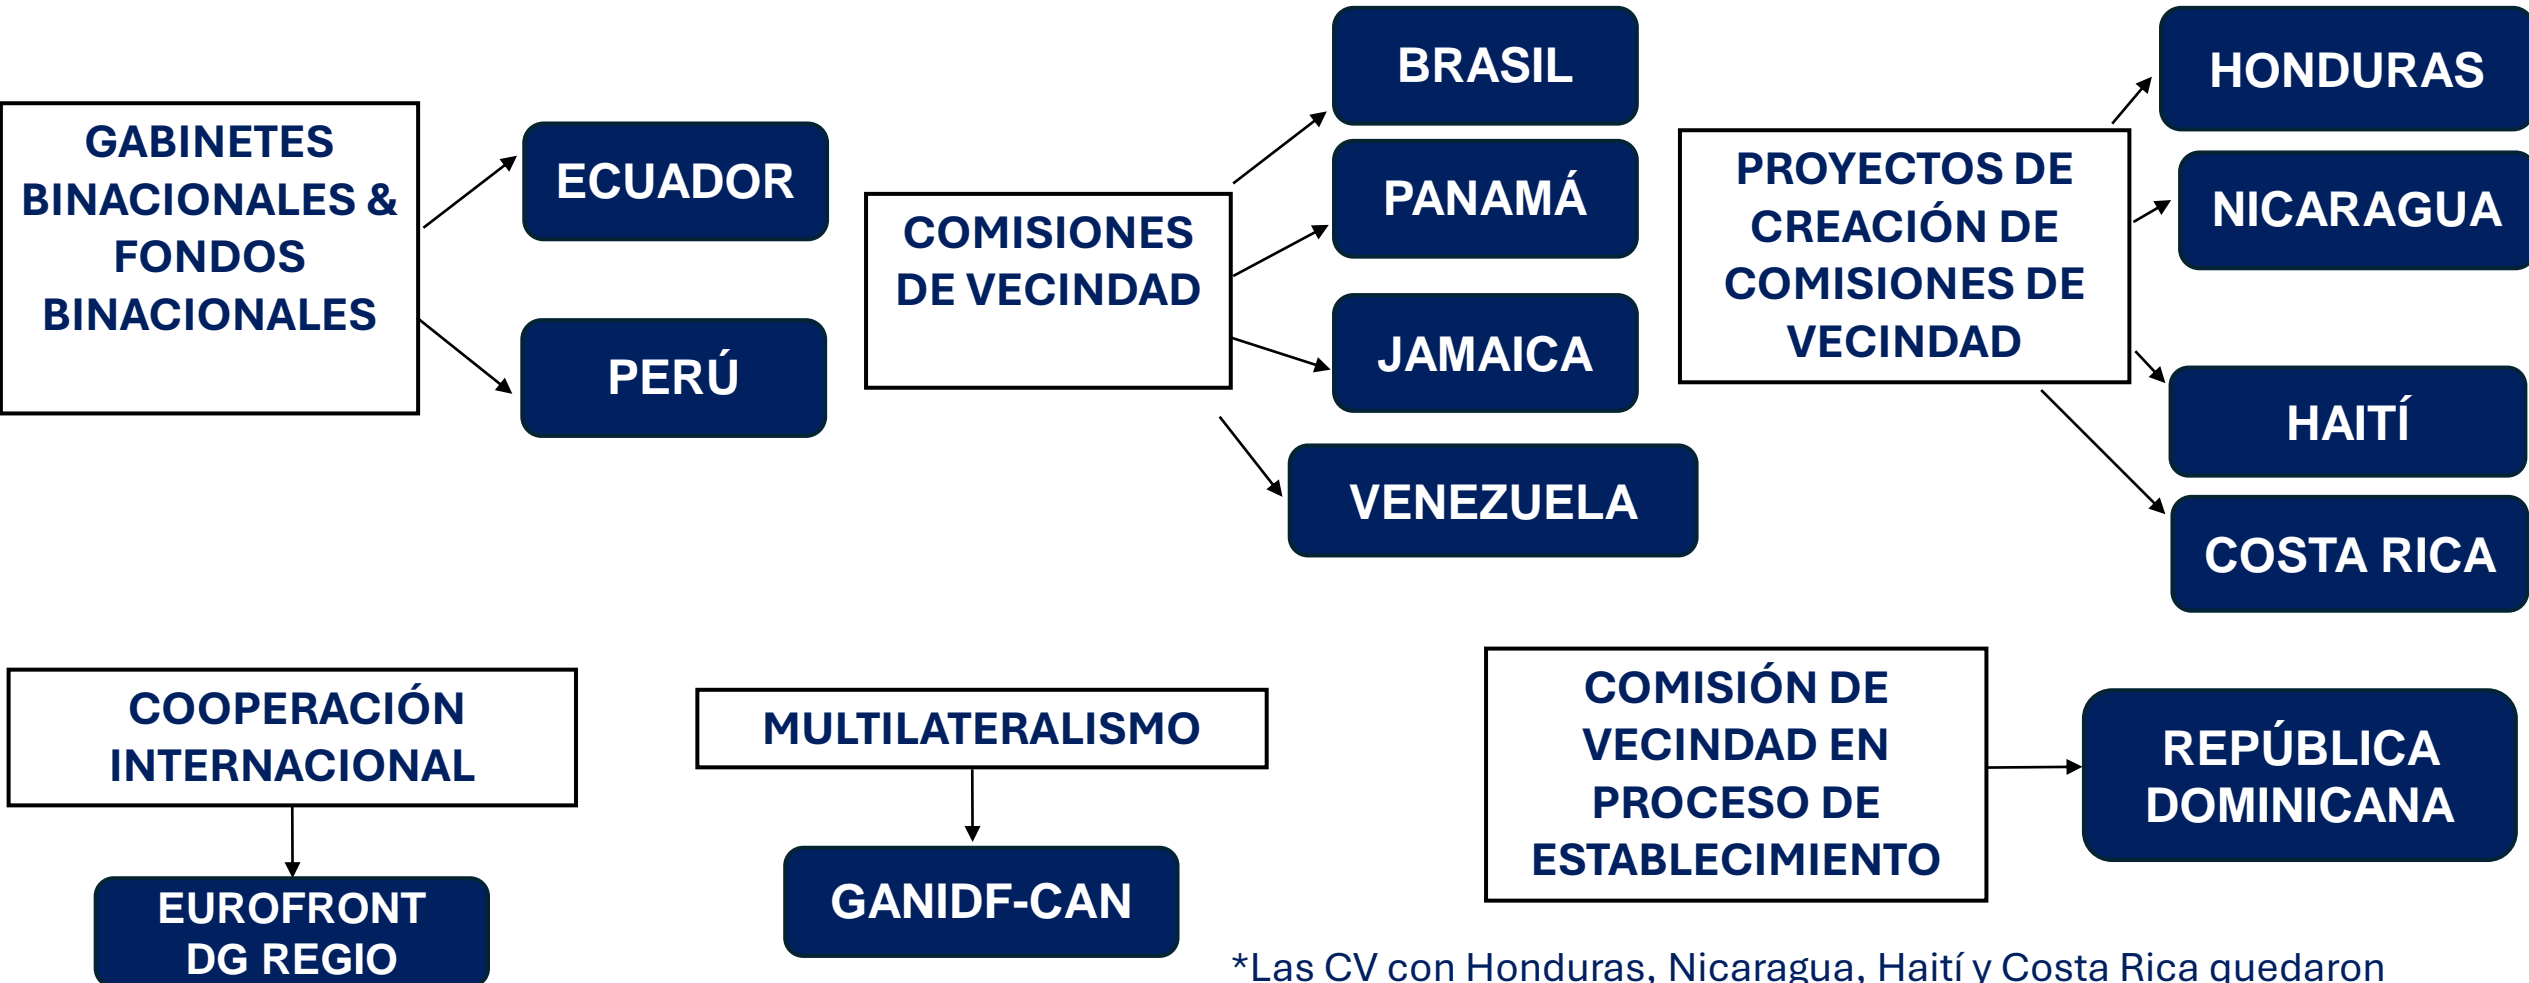 GABINETES
BINACIONALES &
FONDOS
BINACIONALES
ECUADOR
PERÚ
COMISIONES
DE VECINDAD
BRASIL
PANAMÁ
JAMAICA
VENEZUELA
PROYECTOS DE
CREACIÓN DE
COMISIONES DE
VECINDAD
HONDURAS
NICARAGUA
HAITÍ
COSTA RICA
COOPERACIÓN
INTERNACIONAL
EUROFRONT
DG REGIO
MULTILATERALISMO
GANIDF-CAN
COMISIÓN DE
VECINDAD EN
PROCESO DE
ESTABLECIMIENTO
REPÚBLICA
DOMINICANA
*Las CV con Honduras, Nicaragua, Haití y Costa Rica quedaron